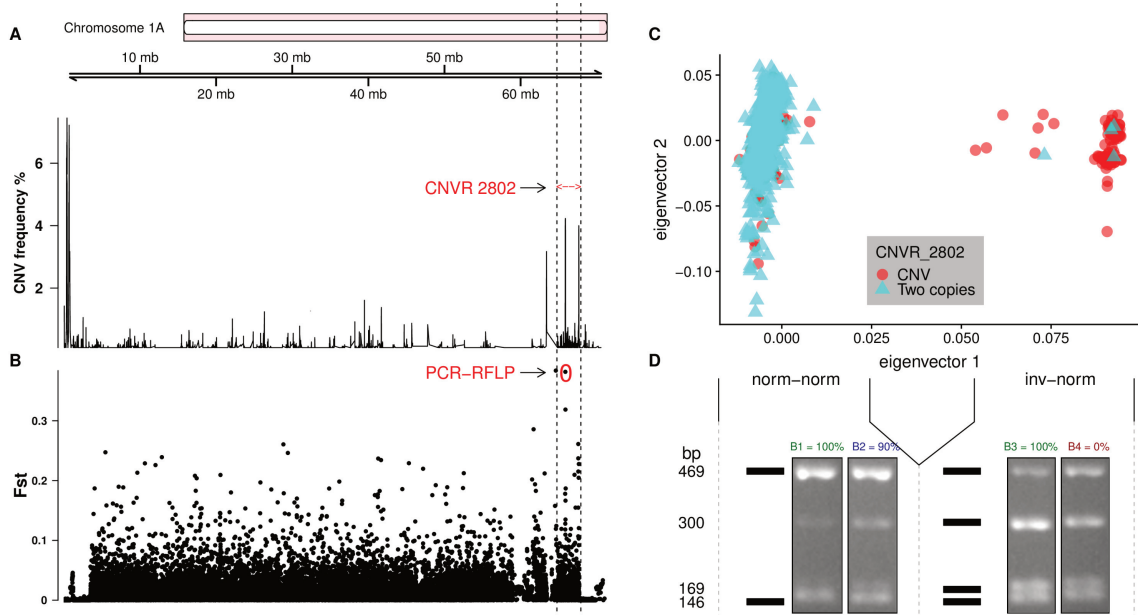 A
Chromosome 1A
10 mb 30 mb 50 mb
20 mb 40 mb 60 mb
CNV frequency %
6
4
2
CNVR 2802
B
PCR−RFLP
0
Fst
0.3
0.2
0.1
0
C
eigenvector 2
0.05
0.00
−0.05
−0.10
CNVR_2802
CNV
Two copies
0.000 0.025 0.050 0.075
eigenvector 1
D
norm−norm inv−norm
B1 = 100% B2 = 90% B3 = 100% B4 = 0%
bp
469
300
169
146